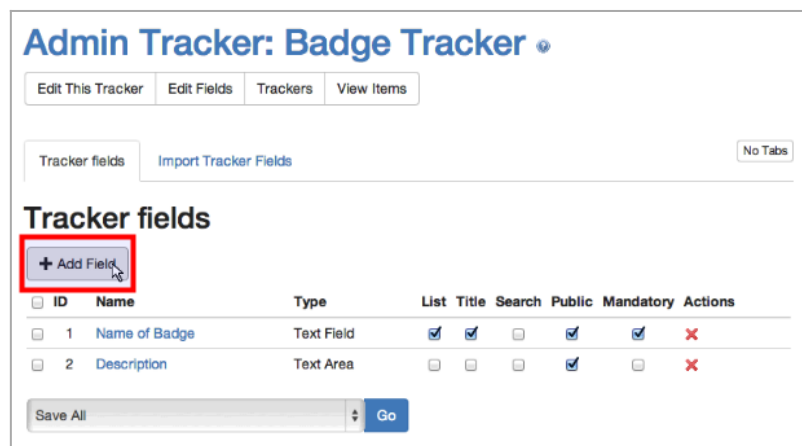 Admin Tracker: Badge Tracker
Edit This Tracker Edit Fields Trackers View Items
Tracker fields Import Tracker Fields No Tabs
Tracker fields
+ Add Field
ID Name Type List Title Search Public Mandatory Actions
1 Name of Badge Text Field
2 Description Text Area
Save All Go